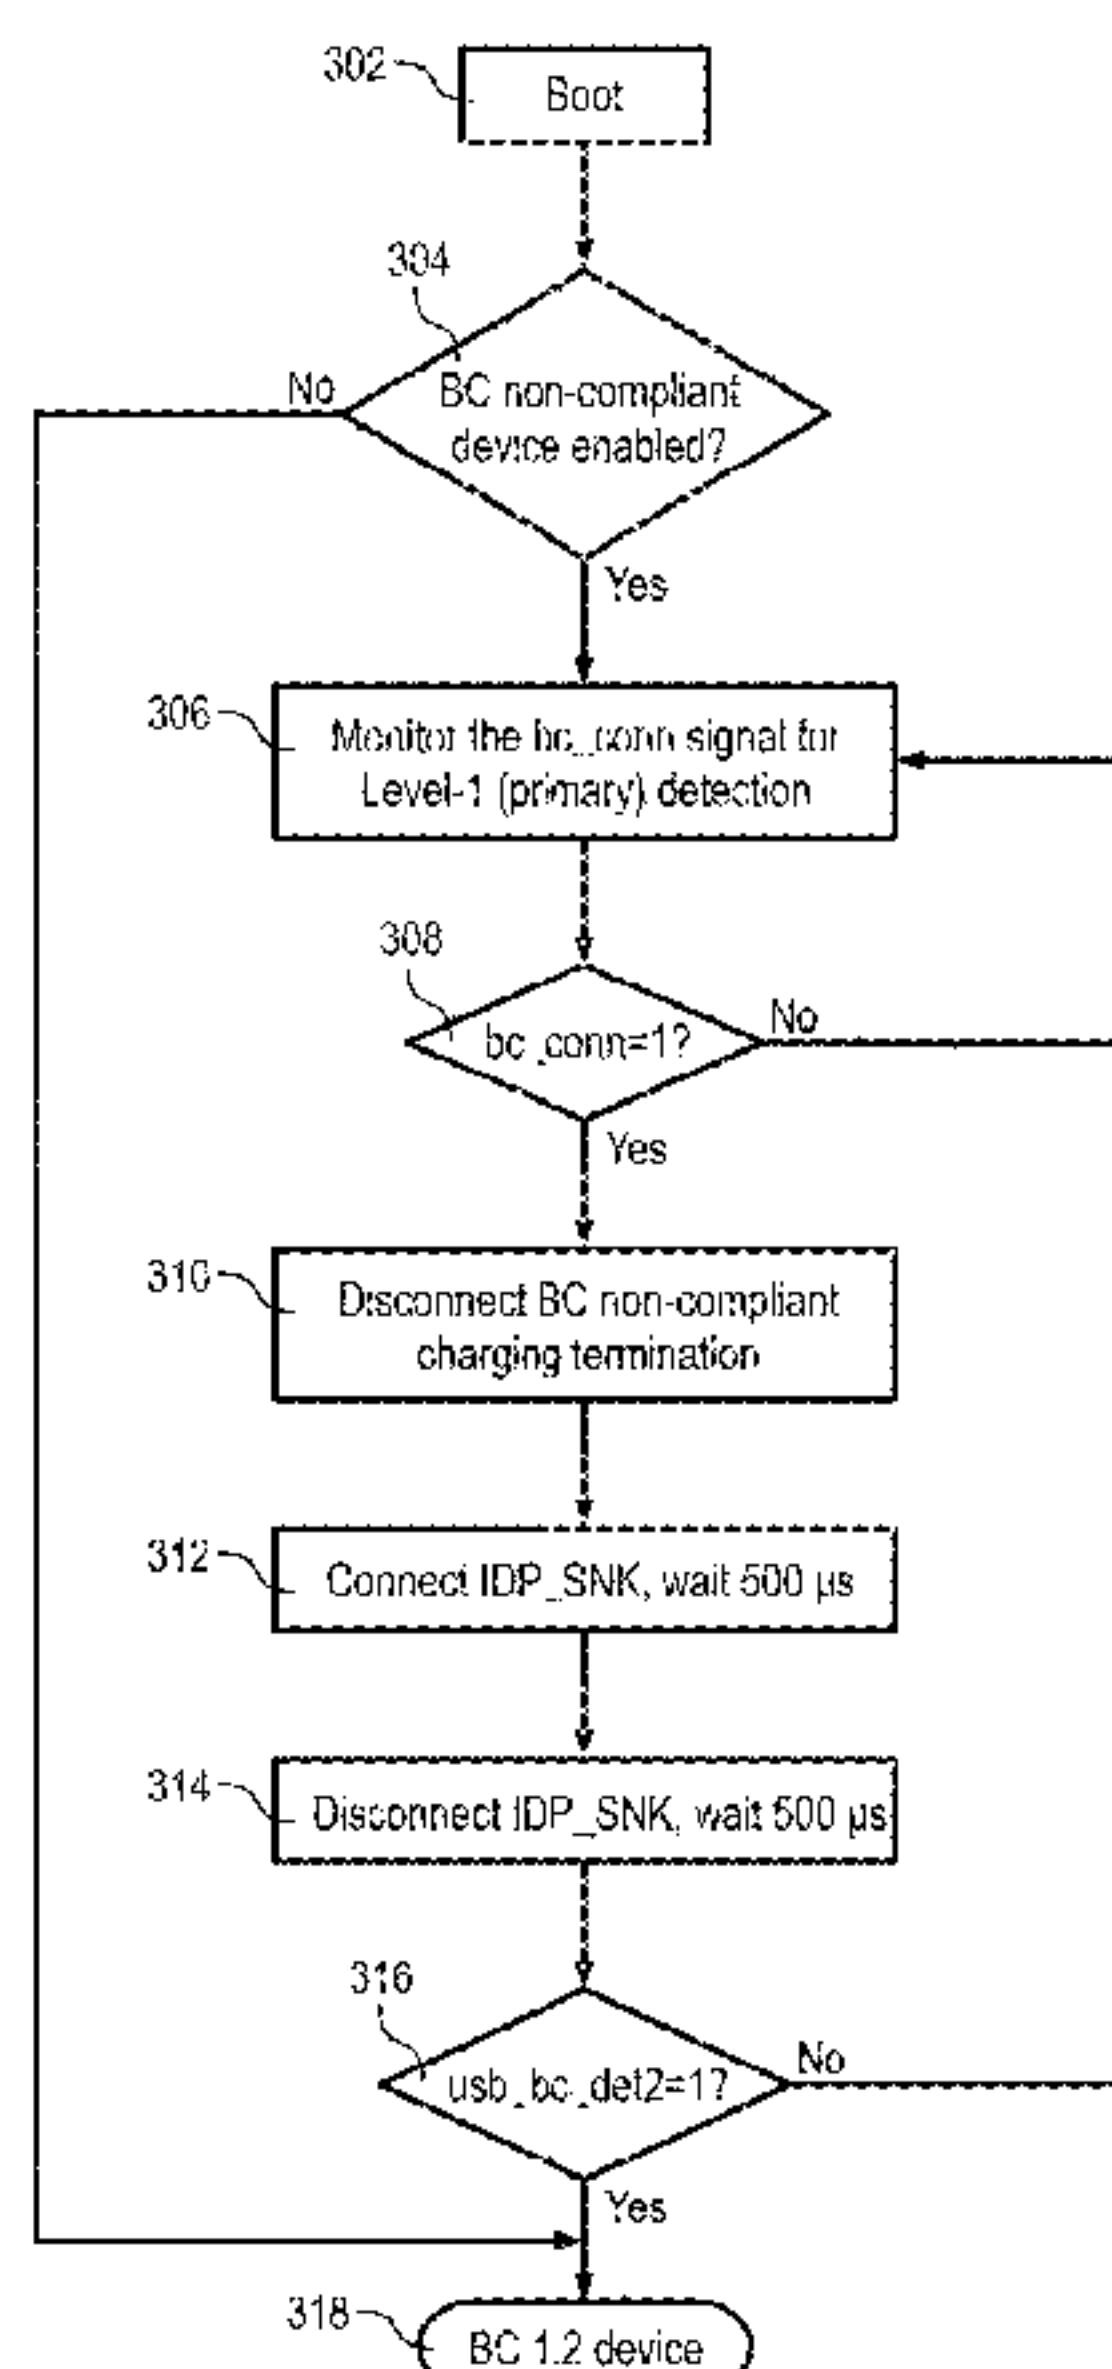 302
Boot
304
No
BC non-compliant
device enabled?
Yes
306
Monitor the bc_conn signal for
Level-1 (primary) detection
308
bc_conn=1?
No
Yes
310
Disconnect BC non-compliant
charging termination
312
Connect IDP_SNK, wait 500 µs
314
Disconnect IDP_SNK, wait 500 µs
316
usb_bc_det2=1?
No
Yes
318
BC 1.2 device